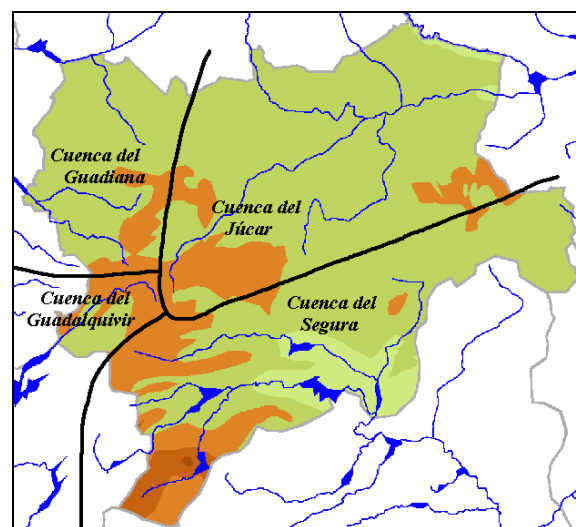 Cuenca del
Guadiana
Cuenca del
Júcar
Cuenca del
Guadalquivir
Cuenca del
Segura